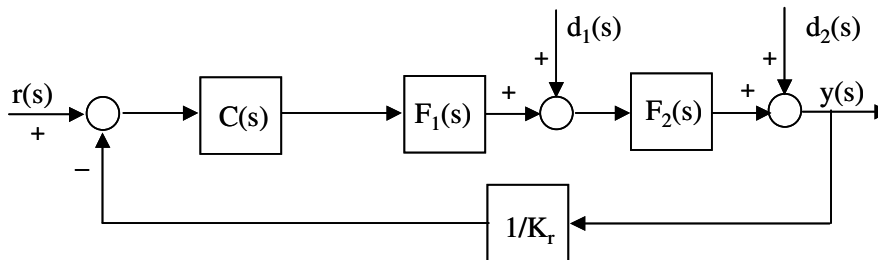 d₁(s)
d₂(s)
+
+
r(s)
+
+
y(s)
+
C(s)
F₁(s)
F₂(s)
−
1/Kᵣ